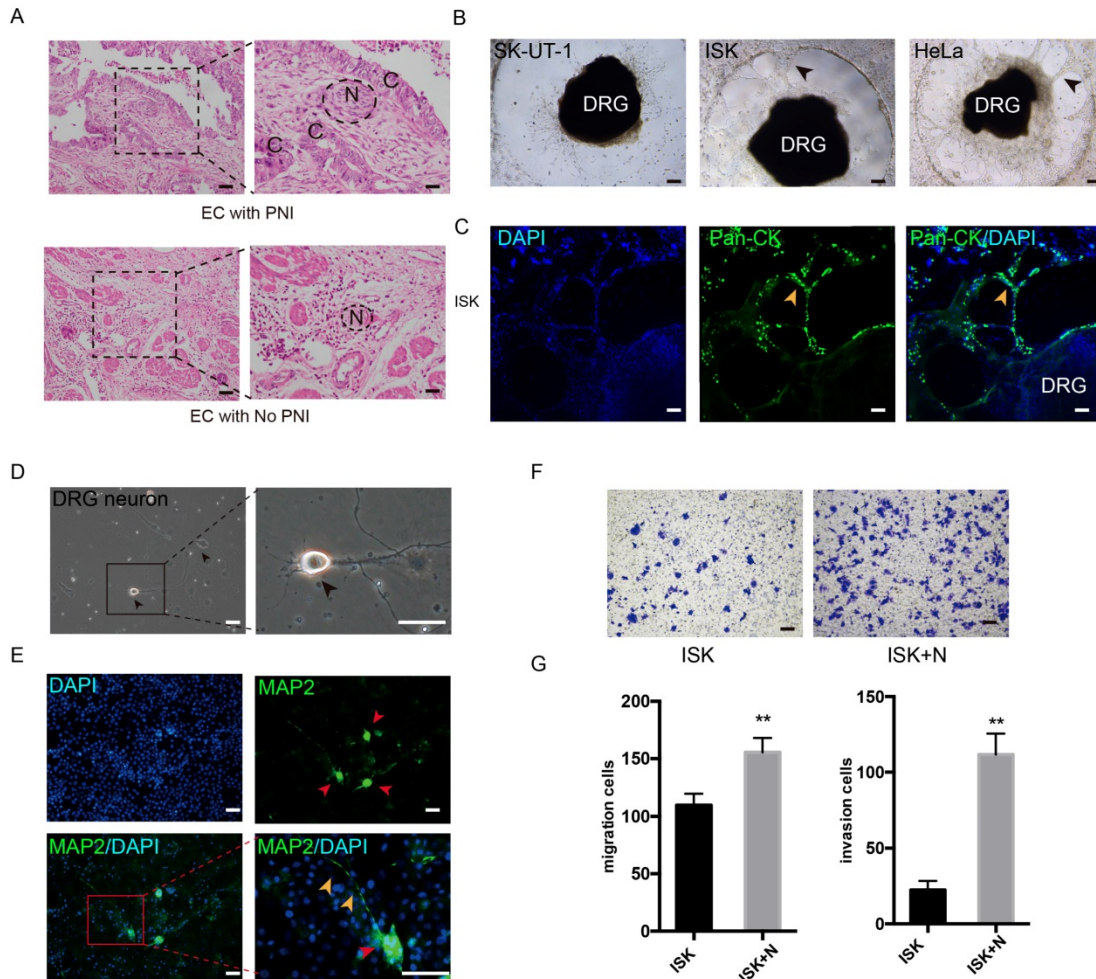 A
N
C
C
C
EC with PNI
N
EC with No PNI
B
SK-UT-1
DRG
ISK
DRG
HeLa
DRG
C
ISK
DAPI
Pan-CK
Pan-CK/DAPI
DRG
D
DRG neuron
E
DAPI
MAP2
MAP2/DAPI
MAP2/DAPI
F
ISK
ISK+N
G
migration cells
200
150
100
50
0
**
ISK
ISK+N
invasion cells
150
100
50
0
**
ISK
ISK+N